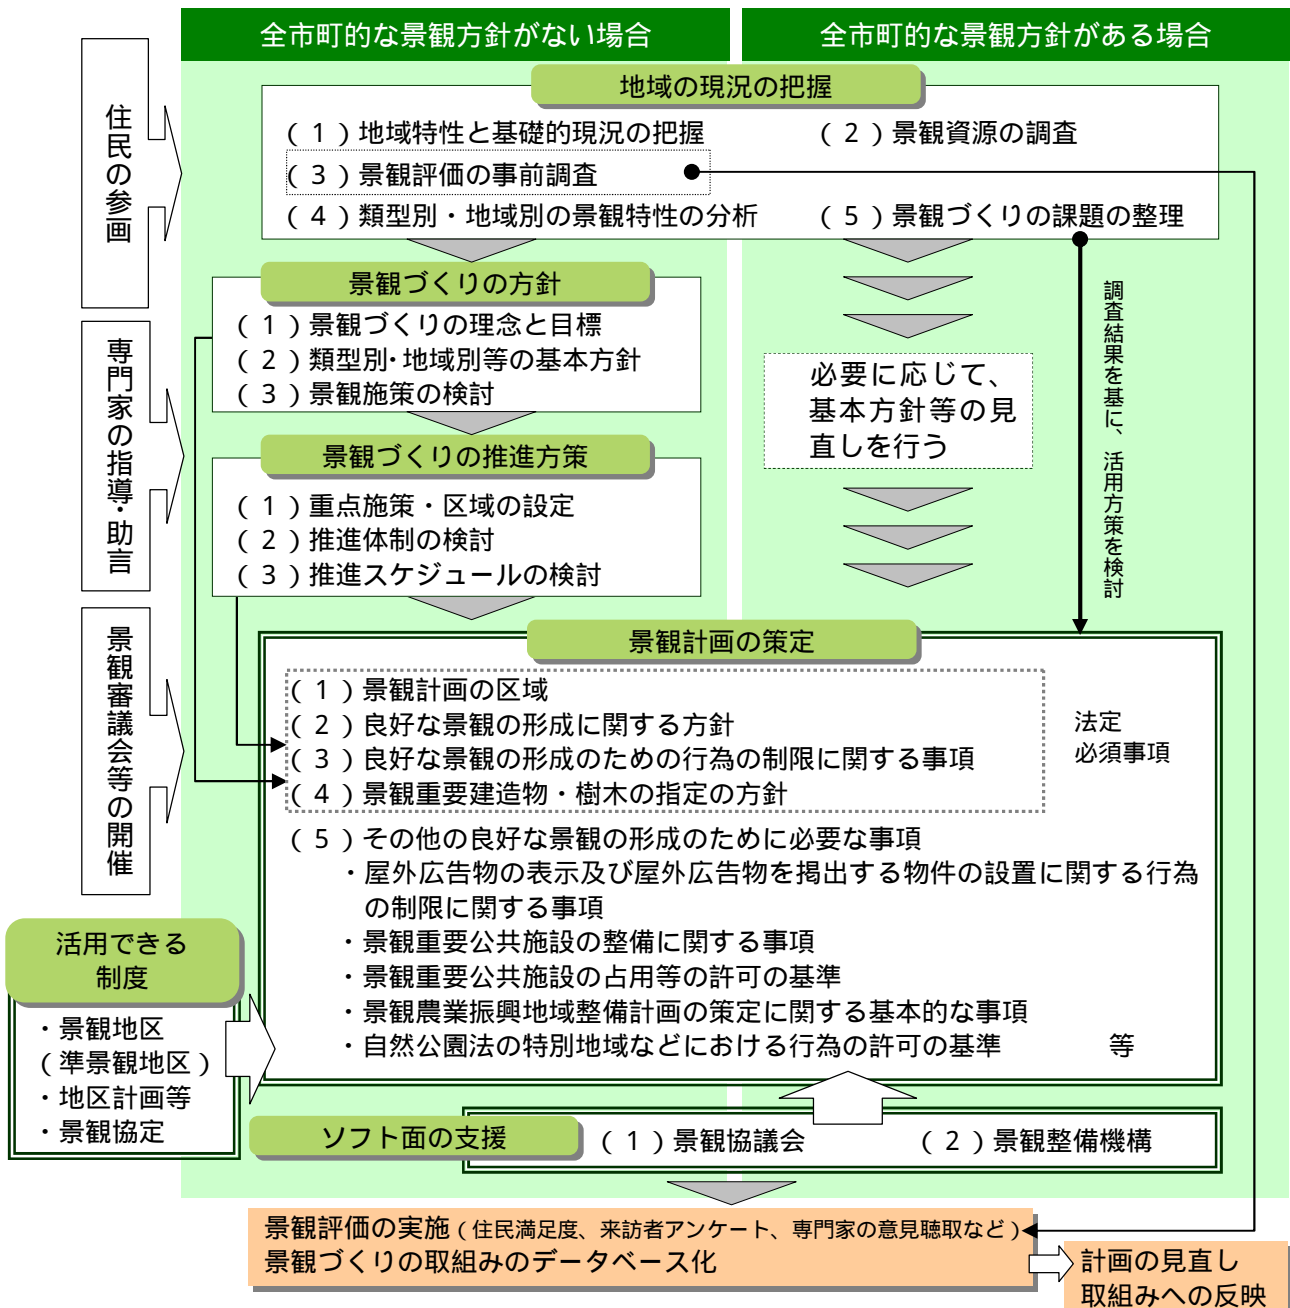 全市町的な景観方針がない場合
全市町的な景観方針がある場合
住民の参画
専門家の指導・助言
景観審議会等の開催
地域の現況の把握
(1)地域特性と基礎的現況の把握
(2)景観資源の調査
(3)景観評価の事前調査
(4)類型別・地域別の景観特性の分析
(5)景観づくりの課題の整理
景観づくりの方針
(1)景観づくりの理念と目標
(2)類型別・地域別等の基本方針
(3)景観施策の検討
必要に応じて、
基本方針等の見
直しを行う
調査結果を基に、活用方策を検討
景観づくりの推進方策
(1)重点施策・区域の設定
(2)推進体制の検討
(3)推進スケジュールの検討
景観計画の策定
(1)景観計画の区域
(2)良好な景観の形成に関する方針
(3)良好な景観の形成のための行為の制限に関する事項
(4)景観重要建造物・樹木の指定の方針
法定
必須事項
(5)その他の良好な景観の形成のために必要な事項
・屋外広告物の表示及び屋外広告物を掲出する物件の設置に関する行為
の制限に関する事項
・景観重要公共施設の整備に関する事項
・景観重要公共施設の占用等の許可の基準
・景観農業振興地域整備計画の策定に関する基本的な事項
・自然公園法の特別地域などにおける行為の許可の基準 等
活用できる
制度
・景観地区
(準景観地区)
・地区計画等
・景観協定
ソフト面の支援
(1)景観協議会
(2)景観整備機構
景観評価の実施(住民満足度、来訪者アンケート、専門家の意見聴取など)
景観づくりの取組みのデータベース化
計画の見直し
取組みへの反映